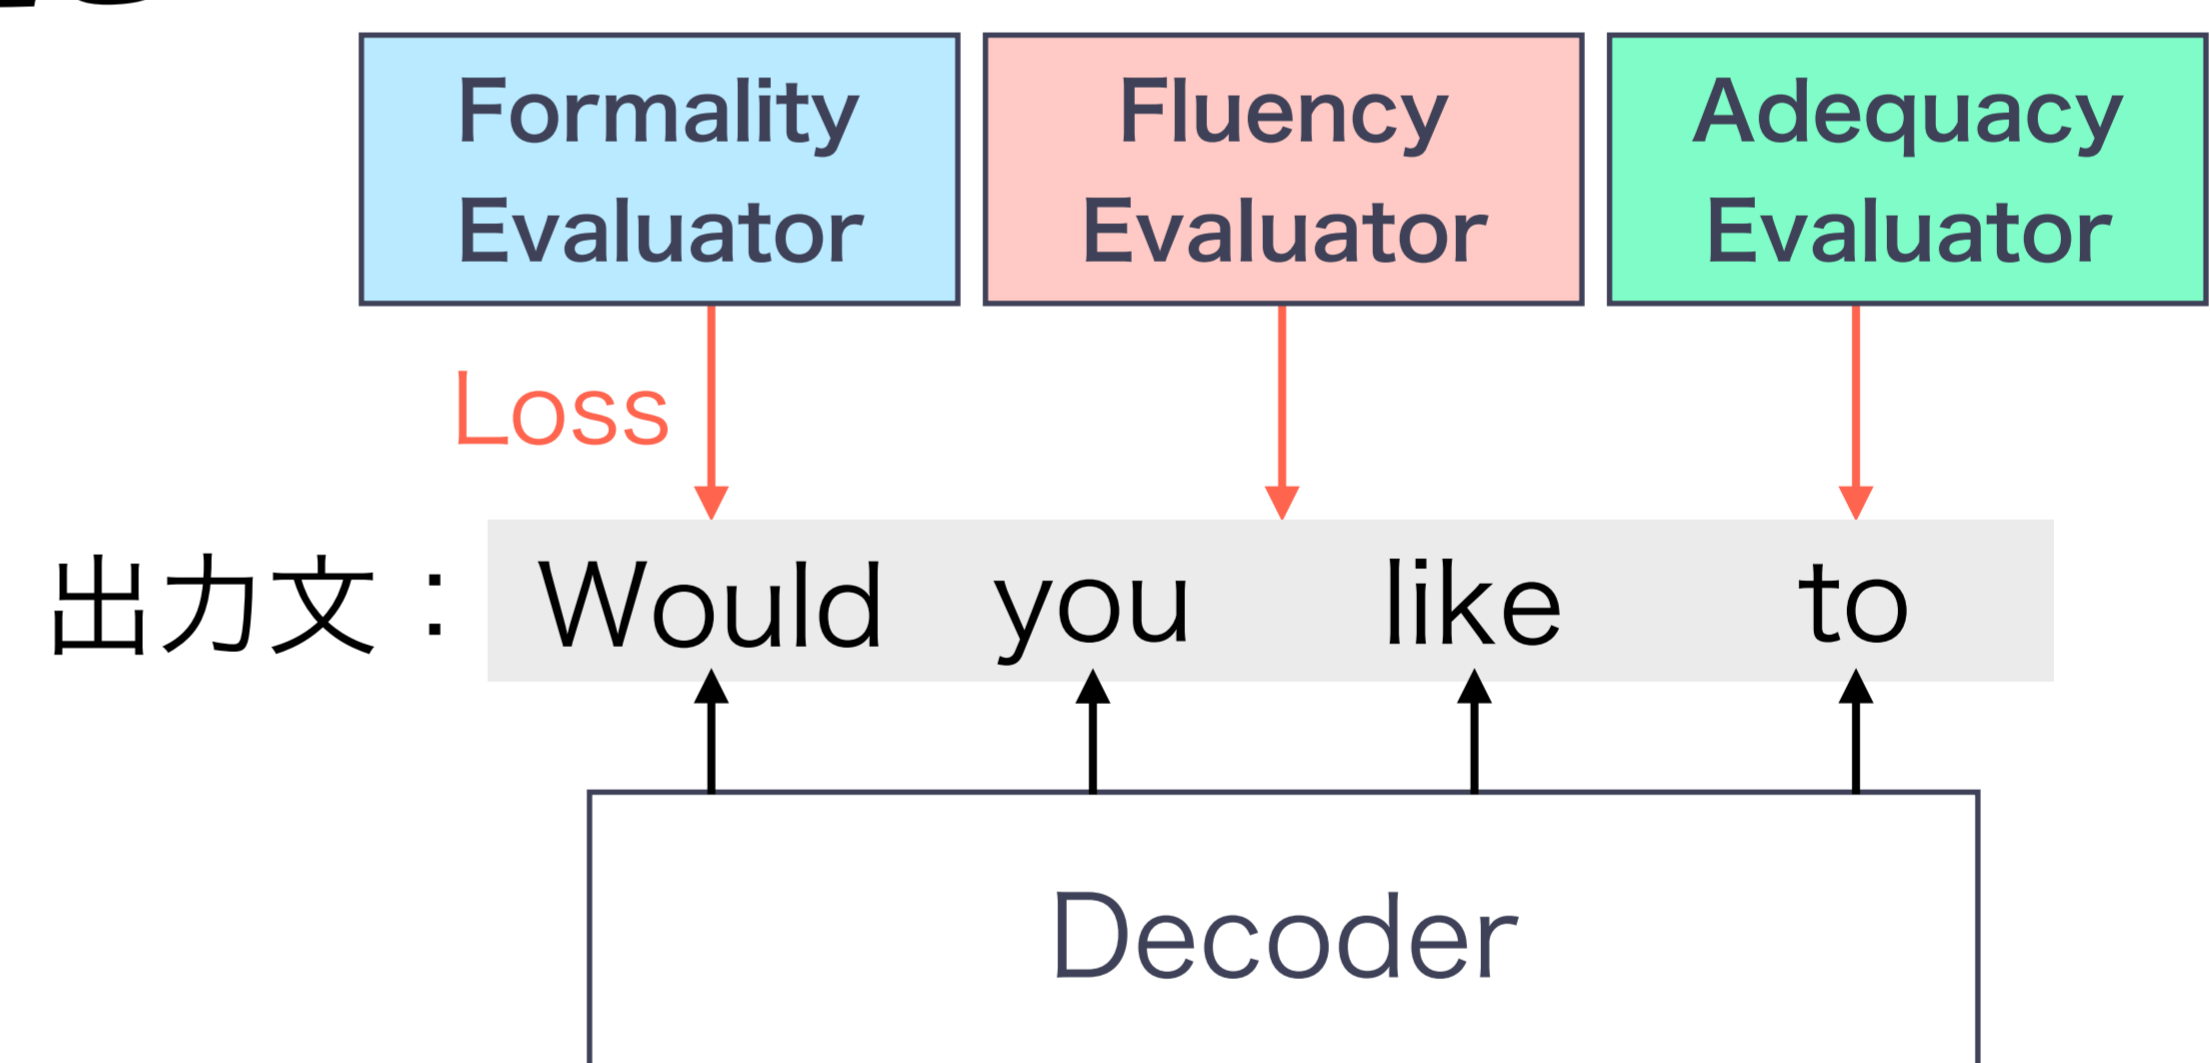 Formality
Evaluator
Fluency
Evaluator
Adequacy
Evaluator
Loss
出力文：Would you like to
Decoder